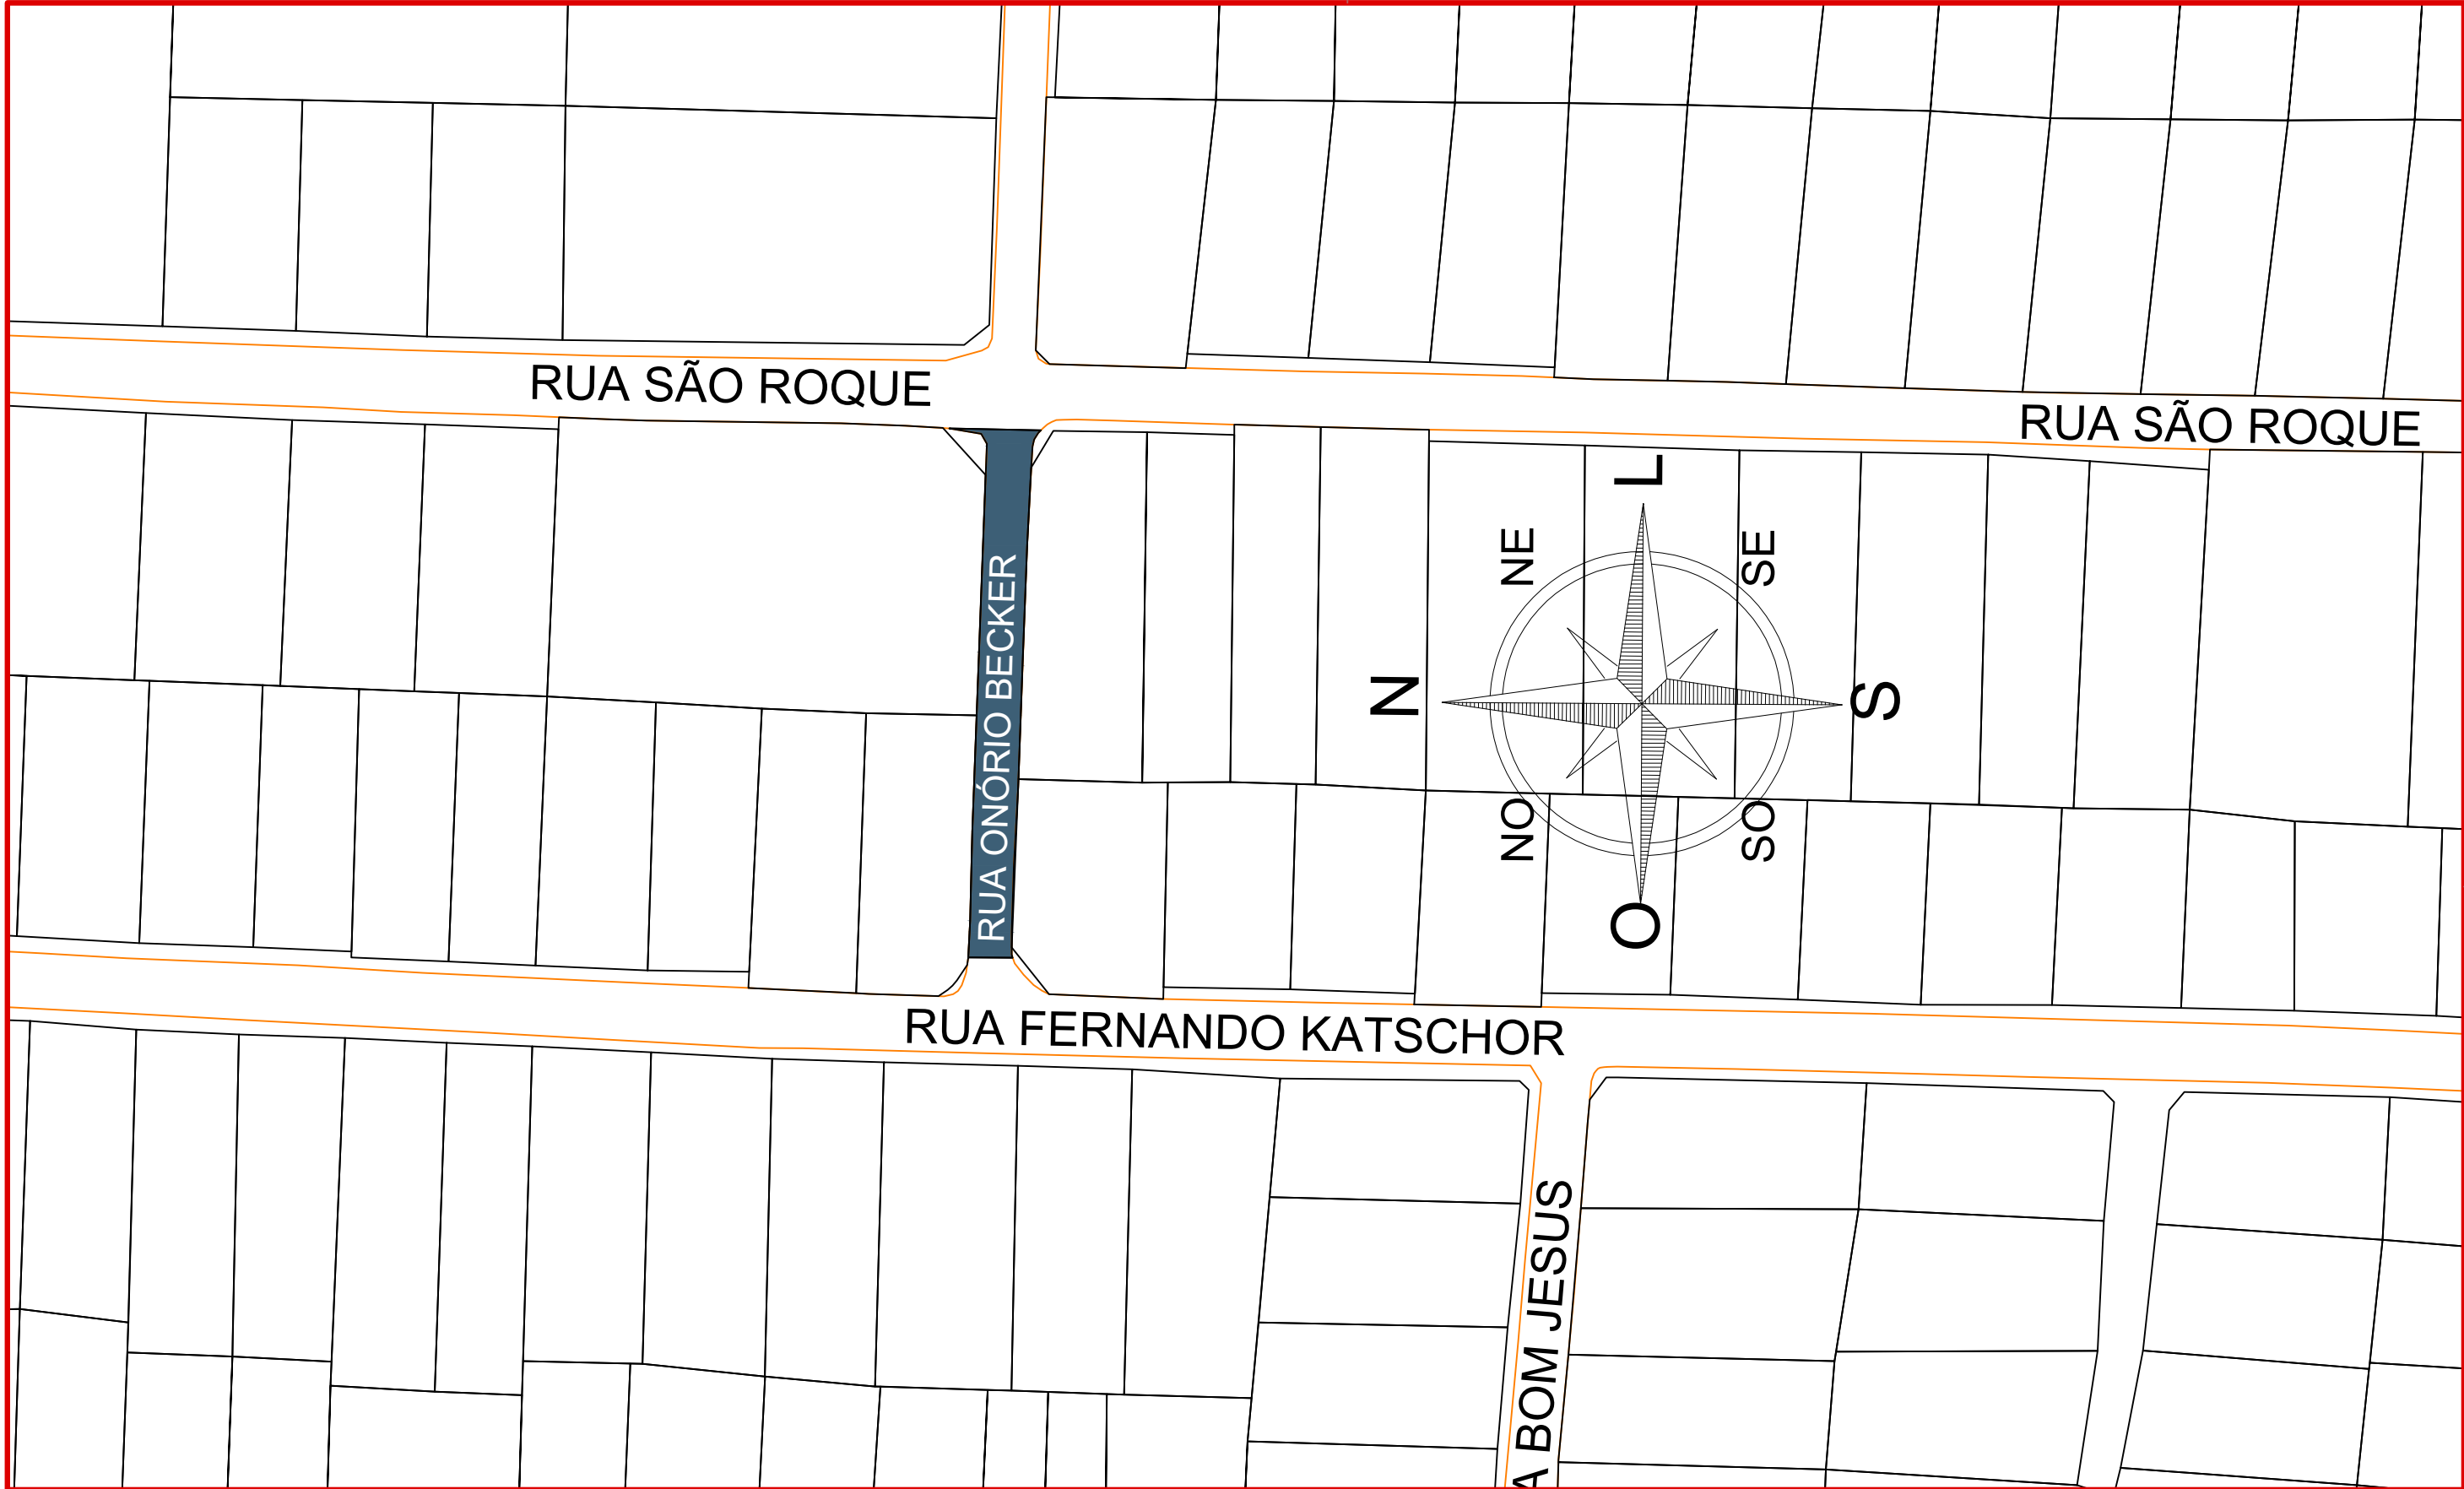 RUA SÃO ROQUE
RUA SÃO ROQUE
L
NE
SE
RUA ONÓRIO BECKER
N
S
NO
SO
O
RUA FERNANDO KATSCHOR
A BOM JESUS